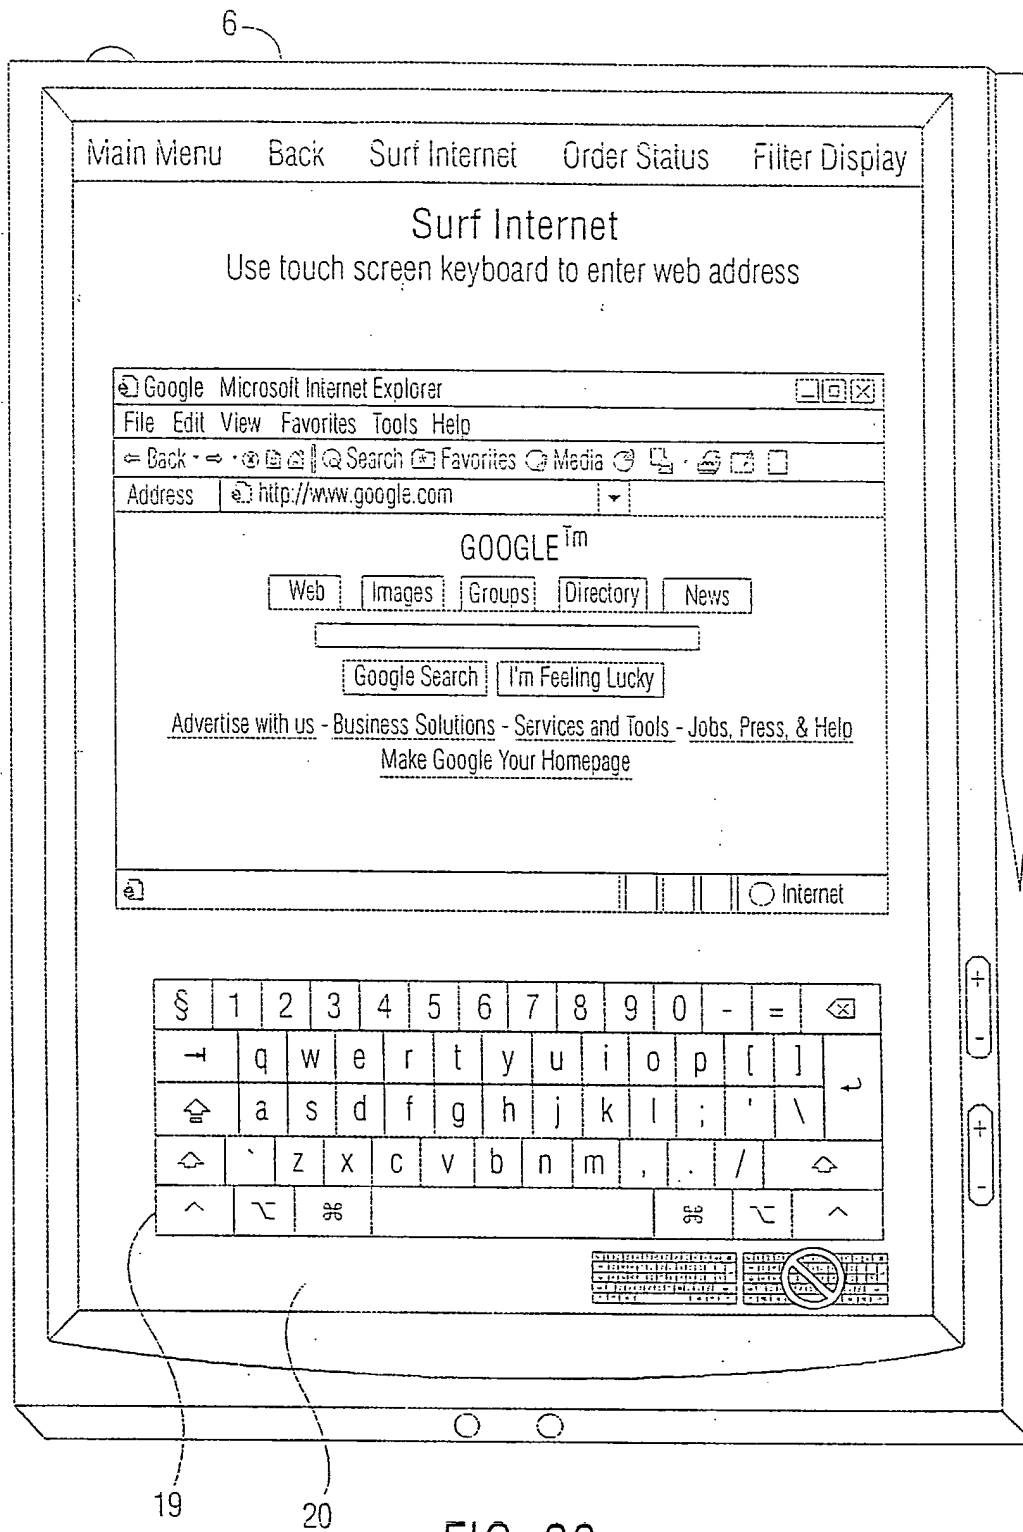 6
Main Menu Back Surf Internet Order Status Filter Display
Surf Internet
Use touch screen keyboard to enter web address
Google Microsoft Internet Explorer
File Edit View Favorites Tools Help
⇐ Back · ⇒ · Search Favorites Media
Address http://www.google.com
GOOGLE™
Web Images Groups Directory News
Google Search I'm Feeling Lucky
Advertise with us - Business Solutions - Services and Tools - Jobs, Press, & Help
Make Google Your Homepage
Internet
§ 1 2 3 4 5 6 7 8 9 0 - =
q w e r t y u i o p [ ]
a s d f g h j k l ; ' \
` z x c v b n m , . /
^ ⌥ ⌘ ⌘ ⌥ ^
+
-
+
-
19
20
FIG.